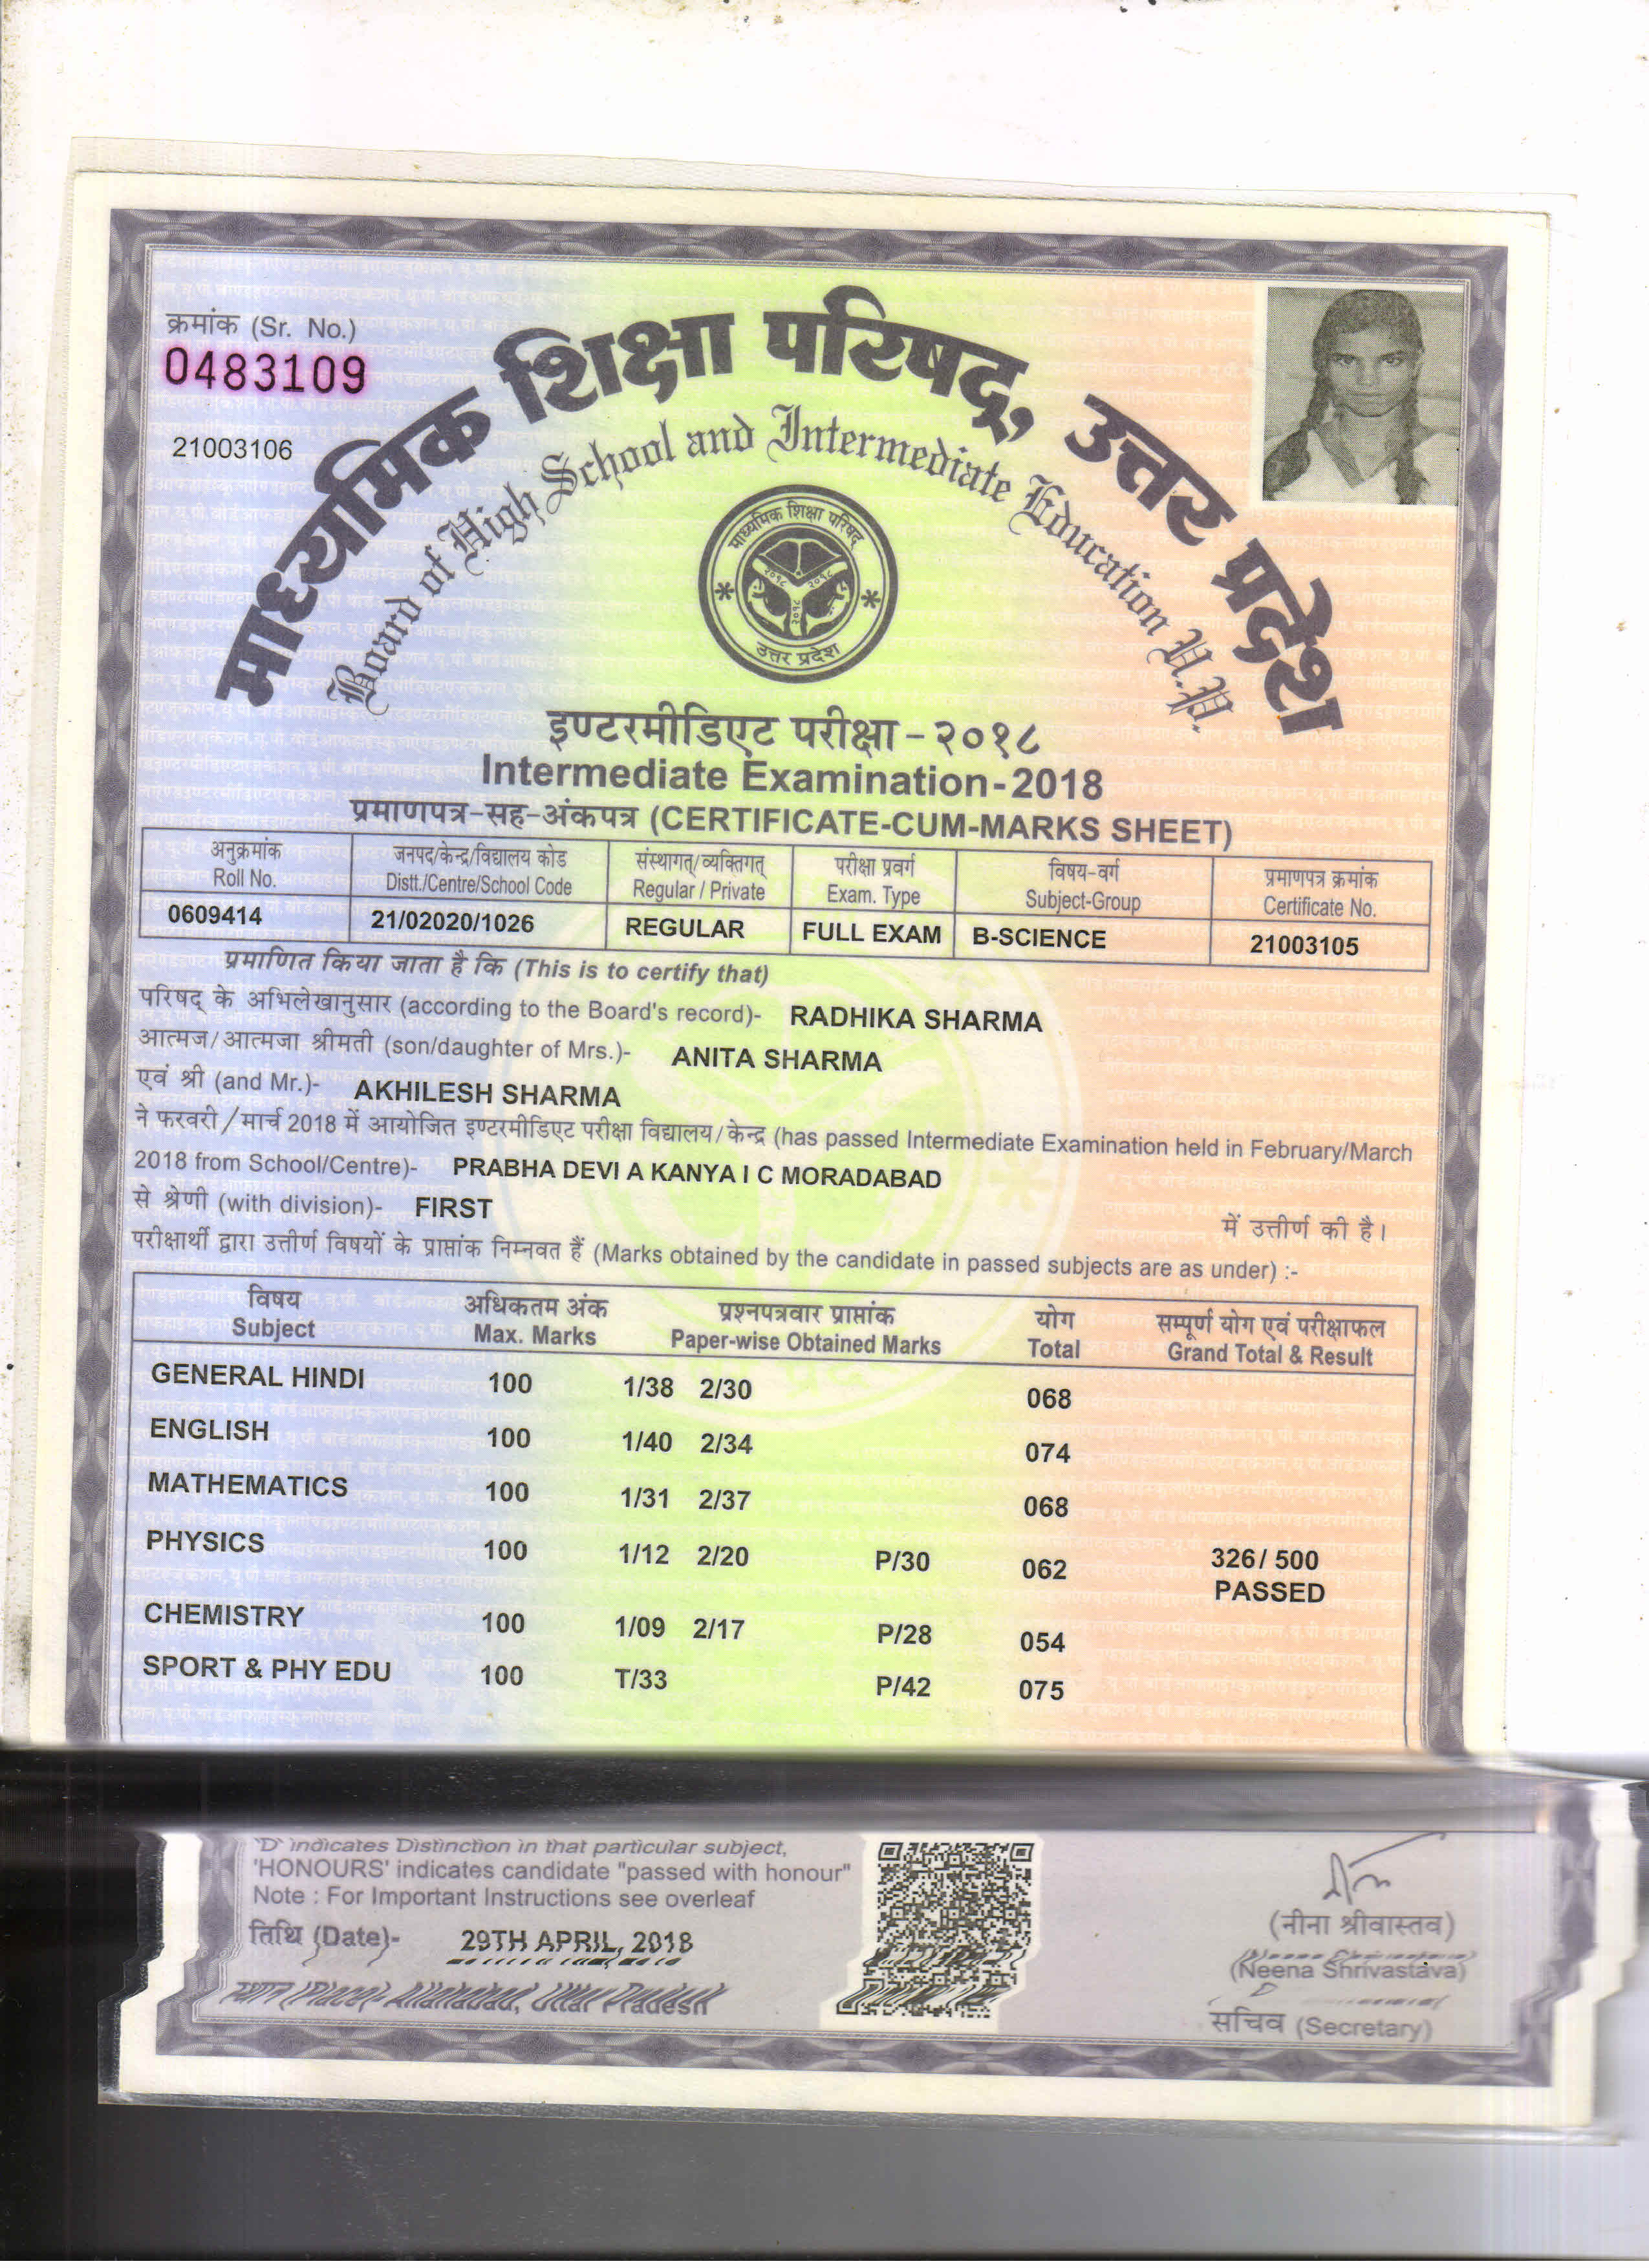 क्रमांक (Sr. No.)
0483109
21003106
माध्यमिक शिक्षा परिषद्, उत्तर प्रदेश
Board of High School and Intermediate Education U.P.
माध्यमिक शिक्षा परिषद
२०१८ २०१८
२०१८
उत्तर प्रदेश
इण्टरमीडिएट परीक्षा - २०१८
Intermediate Examination-2018
प्रमाणपत्र-सह-अंकपत्र (CERTIFICATE-CUM-MARKS SHEET)
अनुक्रमांक जनपद/केन्द्र/विद्यालय कोड संस्थागत्/व्यक्तिगत् परीक्षा प्रवर्ग विषय-वर्ग प्रमाणपत्र क्रमांक
Roll No. Distt./Centre/School Code Regular / Private Exam. Type Subject-Group Certificate No.
0609414 21/02020/1026 REGULAR FULL EXAM B-SCIENCE 21003105
प्रमाणित किया जाता है कि (This is to certify that)
परिषद् के अभिलेखानुसार (according to the Board's record)- RADHIKA SHARMA
आत्मज/आत्मजा श्रीमती (son/daughter of Mrs.)- ANITA SHARMA
एवं श्री (and Mr.)- AKHILESH SHARMA
ने फरवरी/मार्च 2018 में आयोजित इण्टरमीडिएट परीक्षा विद्यालय/केन्द्र (has passed Intermediate Examination held in February/March
2018 from School/Centre)- PRABHA DEVI A KANYA I C MORADABAD
से श्रेणी (with division)- FIRST
में उत्तीर्ण की है।
परीक्षार्थी द्वारा उत्तीर्ण विषयों के प्राप्तांक निम्नवत हैं (Marks obtained by the candidate in passed subjects are as under) :-
विषय अधिकतम अंक प्रश्नपत्रवार प्राप्तांक योग सम्पूर्ण योग एवं परीक्षाफल
Subject Max. Marks Paper-wise Obtained Marks Total Grand Total & Result
GENERAL HINDI 100 1/38 2/30 068
ENGLISH 100 1/40 2/34 074
MATHEMATICS 100 1/31 2/37 068
PHYSICS 100 1/12 2/20 P/30 062 326/ 500
PASSED
CHEMISTRY 100 1/09 2/17 P/28 054
SPORT & PHY EDU 100 T/33 P/42 075
'D' indicates Distinction in that particular subject,
'HONOURS' indicates candidate "passed with honour"
Note : For Important Instructions see overleaf
तिथि (Date)- 29TH APRIL, 2018
स्थान (Place)- Allahabad, Uttar Pradesh
(नीना श्रीवास्तव)
(Neena Shrivastava)
सचिव (Secretary)